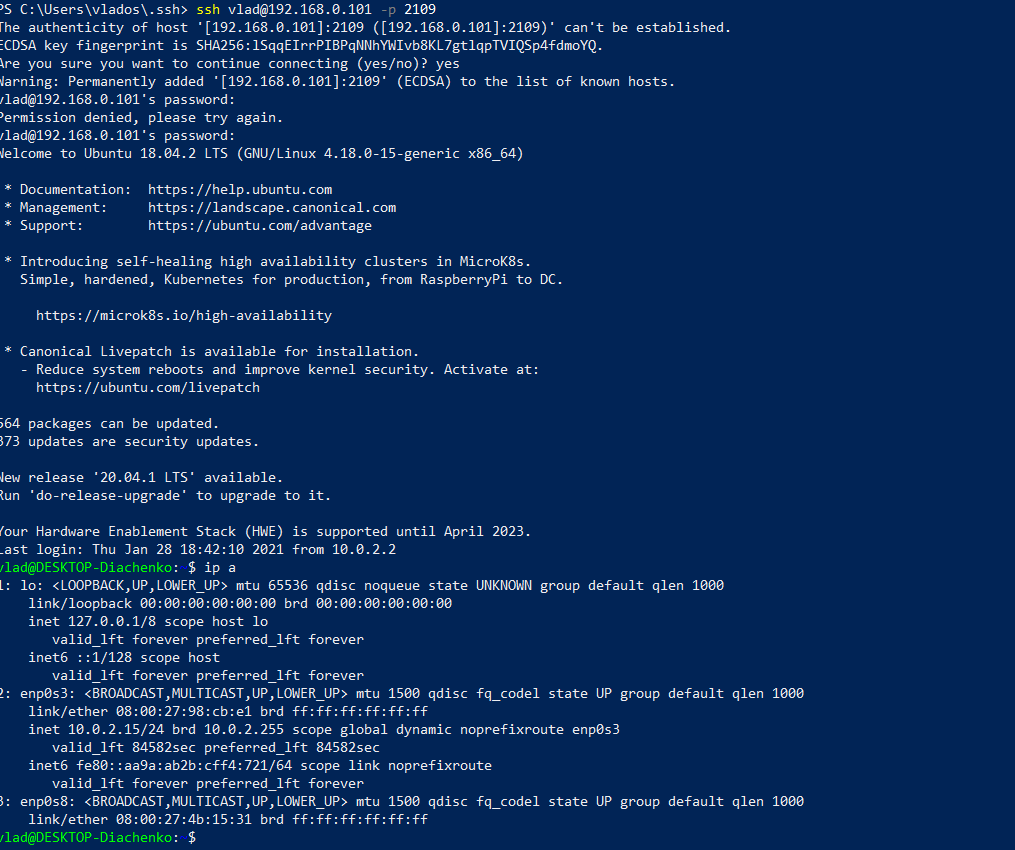 PS C:\Users\vlados\.ssh> ssh vlad@192.168.0.101 -p 2109
The authenticity of host '[192.168.0.101]:2109 ([192.168.0.101]:2109)' can't be established.
ECDSA key fingerprint is SHA256:lSqqEIrrPIBPqNNhYWIvb8KL7gtlqpTVIQSp4fdmoYQ.
Are you sure you want to continue connecting (yes/no)? yes
Warning: Permanently added '[192.168.0.101]:2109' (ECDSA) to the list of known hosts.
vlad@192.168.0.101's password:
Permission denied, please try again.
vlad@192.168.0.101's password:
Welcome to Ubuntu 18.04.2 LTS (GNU/Linux 4.18.0-15-generic x86_64)
* Documentation:  https://help.ubuntu.com
* Management:     https://landscape.canonical.com
* Support:        https://ubuntu.com/advantage
* Introducing self-healing high availability clusters in MicroK8s.
Simple, hardened, Kubernetes for production, from RaspberryPi to DC.
https://microk8s.io/high-availability
* Canonical Livepatch is available for installation.
- Reduce system reboots and improve kernel security. Activate at:
https://ubuntu.com/livepatch
564 packages can be updated.
373 updates are security updates.
New release '20.04.1 LTS' available.
Run 'do-release-upgrade' to upgrade to it.
Your Hardware Enablement Stack (HWE) is supported until April 2023.
Last login: Thu Jan 28 18:42:10 2021 from 10.0.2.2
vlad@DESKTOP-Diachenko: $ ip a
1: lo: <LOOPBACK,UP,LOWER_UP> mtu 65536 qdisc noqueue state UNKNOWN group default qlen 1000
link/loopback 00:00:00:00:00:00 brd 00:00:00:00:00:00
inet 127.0.0.1/8 scope host lo
valid_lft forever preferred_lft forever
inet6 ::1/128 scope host
valid_lft forever preferred_lft forever
2: enp0s3: <BROADCAST,MULTICAST,UP,LOWER_UP> mtu 1500 qdisc fq_codel state UP group default qlen 1000
link/ether 08:00:27:98:cb:e1 brd ff:ff:ff:ff:ff:ff
inet 10.0.2.15/24 brd 10.0.2.255 scope global dynamic noprefixroute enp0s3
valid_lft 84582sec preferred_lft 84582sec
inet6 fe80::aa9a:ab2b:cff4:721/64 scope link noprefixroute
valid_lft forever preferred_lft forever
3: enp0s8: <BROADCAST,MULTICAST,UP,LOWER_UP> mtu 1500 qdisc fq_codel state UP group default qlen 1000
link/ether 08:00:27:4b:15:31 brd ff:ff:ff:ff:ff:ff
vlad@DESKTOP-Diachenko: $